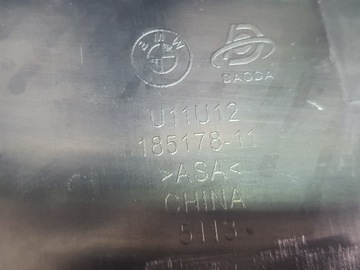 BMW
DAODA
U11U12
185178-11
>ASA<
CHINA
5113